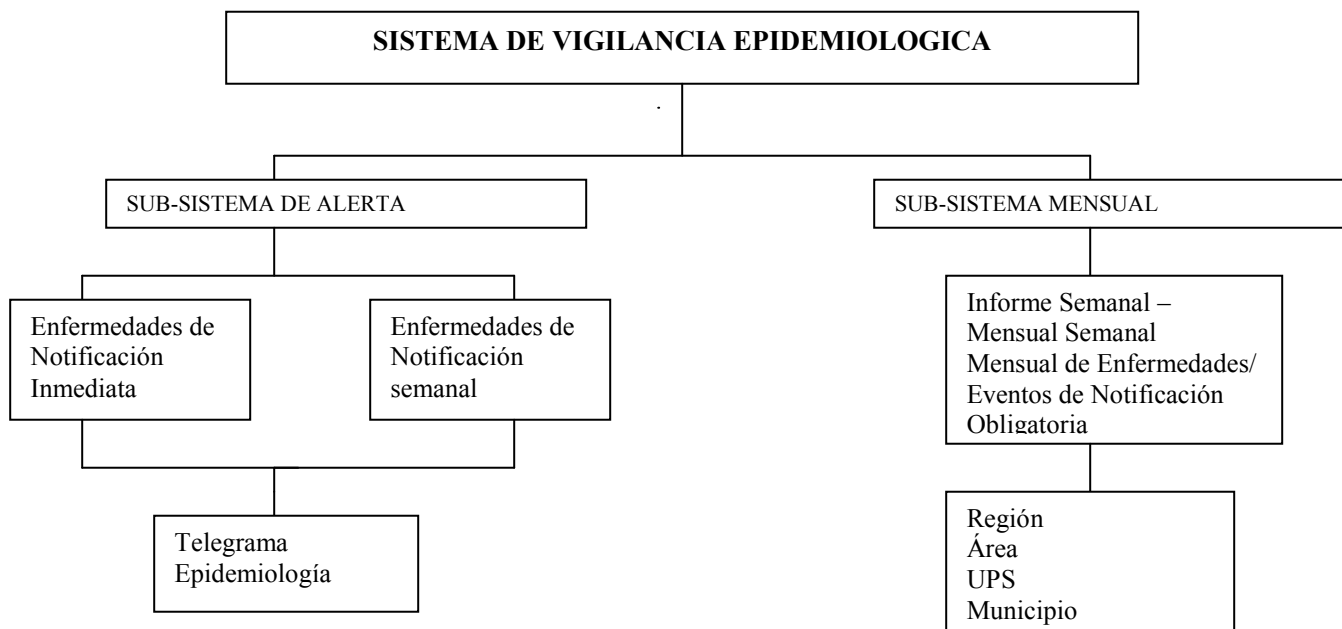 SISTEMA DE VIGILANCIA EPIDEMIOLOGICA
SUB-SISTEMA DE ALERTA
SUB-SISTEMA MENSUAL
Enfermedades de
Notificación
Inmediata
Enfermedades de
Notificación
semanal
Informe Semanal –
Mensual Semanal
Mensual de Enfermedades/
Eventos de Notificación
Obligatoria
Telegrama
Epidemiología
Región
Área
UPS
Municipio